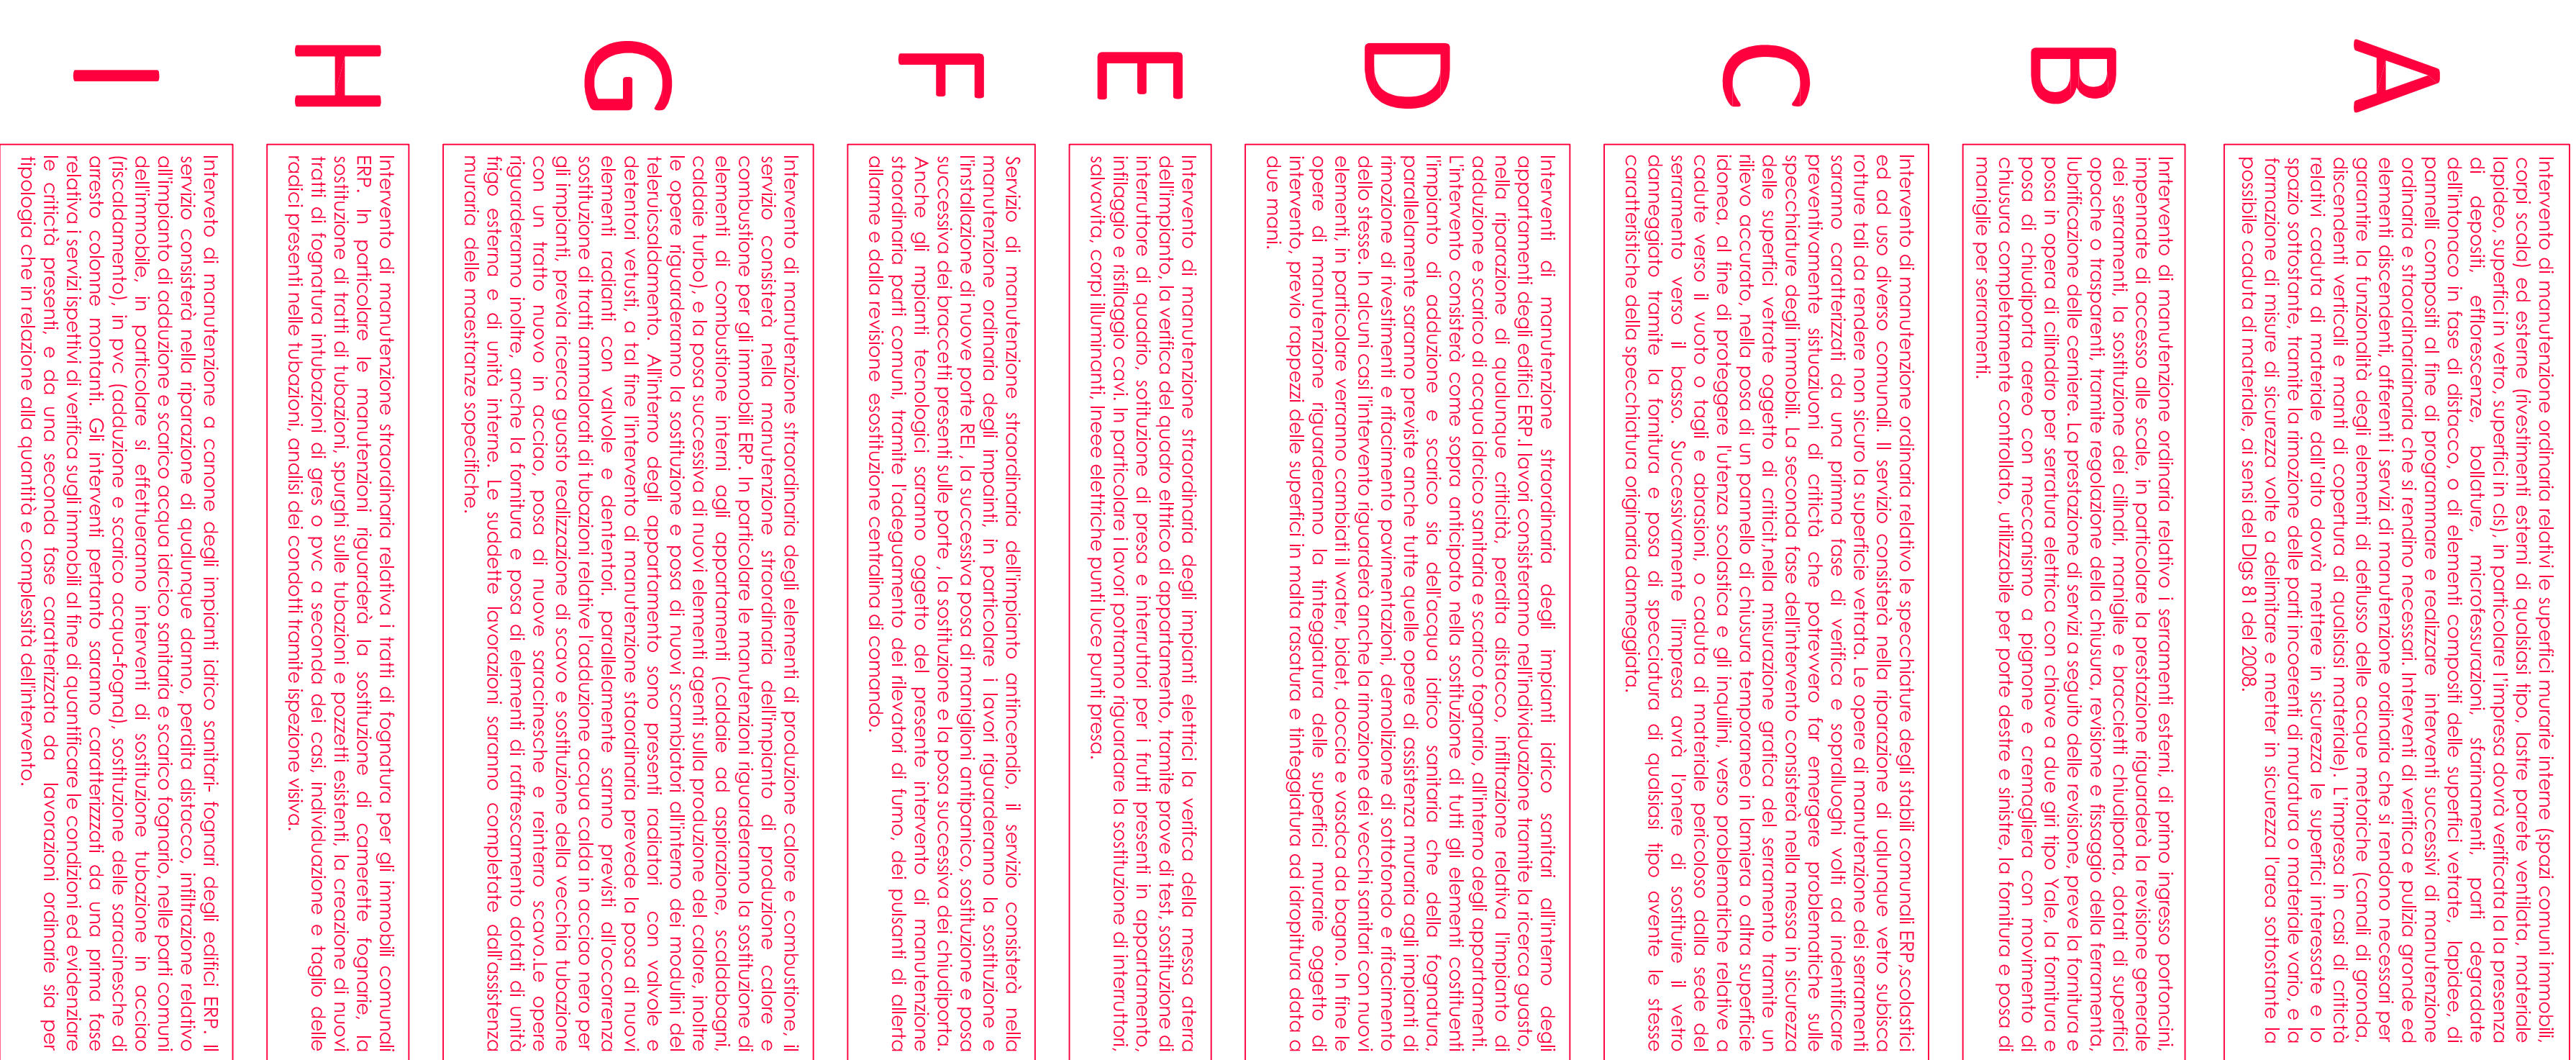 A
Intervento di manutenzione ordinaria relativi le superfici murarie interne (spazi comuni immobili,
corpi scala) ed esterne (rivestimenti esterni di qualsiasi tipo, lastre parete ventilata, materiale
lapideo, superfici in vetro, superfici in cls), in particolare l'impresa dovrà verificata la la presenza
di depositi, efflorescenze, bollature, microfessurazioni, sfarinamenti, parti degradate
dell'intonaco in fase di distacco, o di elementi compositi delle superfici vetrate, lapidee, di
pannelli compositi al fine di programmare e realizzare interventi successivi di manutenzione
ordinaria e straordinariainaria che si rendino necessari. Interventi di verifica e pulizia gronde ed
elementi discendenti, afferenti i servizi di manutenzione ordinaria che si rendono necessari per
garantire la funzionalità degli elementi di deflusso delle acque metoriche (canali di gronda,
discendenti verticali e manti di copertura di qualsiasi materiale). L'impresa in casi di criticità
relativi caduta di materiale dall'alto dovrà mettere in sicurezza le superfici interessate e lo
spazio sottostante, tramite la rimozione delle parti incoerenti di muratura o materiale vario, e la
formazione di misure di sicurezza volte a delimitare e metter in sicurezza l'area sottostante la
possibile caduta di materiale, ai sensi del Dlgs 81 del 2008.
B
Inrtervento di manutenzione ordinaria relativo i serramenti esterni, di primo ingresso portoncini,
impennate di accesso alle scale, in particolare la prestazione riguarderà la revisione generale
dei serramenti, la sostituzione dei cilindri, maniglie e braccietti chiudiporta, dotati di superfici
opache o trasparenti, tramite regolazione della chiusura, revisione e fissaggio della ferramenta,
lubrificazione delle cerniere. La prestazione di servizi a seguito delle revisione, preve la fornitura e
posa in opera di cilinddro per serratura elettrica con chiave a due giri tipo Yale, la fornitura e
posa di chiudiporta aereo con meccanismo a pignone e cremagliera con movimento di
chiusura completamente controllato, utilizzabile per porte destre e sinistre, la fornitura e posa di
maniglie per serramenti.
C
Intervento di manutenzione ordinaria relativo le specchiature degli stabili comunali ERP,scolastici
ed ad uso diverso comunali. Il servizio consisterà nella riparazione di uqlunque vetro subisca
rotture tali da rendere non sicuro la superficie vetrata. Le opere di manutenzione dei serramenti
saranno caratterizzati da una prima fase di verifica e sopralluoghi volti ad indentificare
preventivamente istuazioni di criticità che potrevvero far emergere problematiche sulle
specchiature degli immobili. La seconda fase dell'intervento consisterà nella messa in sicurezza
delle superfici vetrate oggetto di criticit,nella misurazione grafica del serramento tramite un
rilievo accurato, nella posa di un pannello di chiusura temporaneo in lamiera o altra superficie
idonea, al fine di proteggere l'utenza scolastica e gli inquilini, verso problematiche relative a
cadute verso il vuoto o tagli e abrasioni, o caduta di materiale pericoloso dalla sede del
serramento verso il basso. Successivamente l'impresa avrà l'onere di sostituire il vetro
danneggiato tramite la fornitura e posa di specciatura di qualsiasi tipo avente le stesse
caratteristiche della specchiatura originaria danneggiata.
D
Interventi di manutenzione straordinaria degli impianti idrico sanitari all'interno degli
appartamenti degli edifici ERP.I lavori consisteranno nell'individuazione tramite la ricerca guasto,
nella riparazione di qualunque criticità, perdita distacco, infiltrazione relativa l'impianto di
adduzione e scarico di acqua idrico sanitaria e scarico fognario, all'interno degli appartamenti.
L'intervento consisterà come sopra anticipato nella sostituzione di tutti gli elementi costituenti
l'impianto di adduzione e scarico sia dell'acqua idrico sanitaria che della fognatura,
parallelamente saranno previste anche tutte quelle opere di assistenza muraria agli impianti di
rimozione di rivestimenti e rifacimento pavimentazioni, demolizione di sottofondo e rifacimento
dello stesse. In alcuni casi l'intervento riguarderà anche la rimozione dei vecchi sanitari con nuovi
elementi, in particolare verranno cambati il water, bidet, doccia e vasdca da bagno. In fine le
opere di manutenzione riguarderanno la tinteggiatura delle superfici murarie oggetto di
intervento, previo rappezzi delle superfici in malta rasatura e tinteggiatura ad idropittura data a
due mani.
E
Intervento di manutenzione straordinaria degli impianti elettrici la verifica della messa aterra
dell'impianto, la verifica del quadro elttrico di appartamento, tramite prove di test, sostituzione di
interruttore di quadrio, sotituzione di presa e interruttori per i frutti presenti in appartamento,
infiloggio e risfilaggio cavi. In particolare i lavori potranno riguardare la sostituzione di interruttori,
salvavita, corpi illuminanti, lneee elettriche punti luce punti presa.
F
Servizio di manutenzione straordinaria dell'impianto antincendio, il servizio consisterà nella
manutenzione ordinaria degli impainti, in particolare i lavori riguarderanno la sostituzione e
l'installazione di nuove porte REI , la successiva posa di maniglioni antipanico, sostituzione e posa
successiva dei braccetti presenti sulle porte , la sostituzione e la posa successiva dei chiudiporta.
Anche gli mpianti tecnologici saranno oggetto del presente intervento di manutenzione
staordinaria parti comuni, tramite l'adeguamento dei rilevatori di fumo, dei pulsanti di allerta
allarme e dalla revisione esostituzione centralina di comando.
G
Intervento di manutenzione straordinaria degli elementi di produzione calore e combustione, il
servizio consisterà nella manutenzione straordinaria dell'impianto di produzione calore e
combustione per gli immobili ERP. In particolare le manutenzioni riguarderanno la sostituzione di
elementi di combustione interni agli appartamenti (caldaie ad aspirazione, scaldabagni,
caldaie turbo), e la posa successiva di nuovi elementi agenti sulla produzione del calore, inoltre
le opere riguarderanno la sostituzione e posa di nuovi scambiatori all'interno dei modulini del
teleruicsaldamento. All'interno degli appartamento sono presenti radiatori con valvole e
detentori vetusti, a tal fine l'intervento di manutenzione staordinaria prevede la posa di nuovi
elementi radianti con valvole e dententori. parallelamente sarnno previsti all'occorrenza
sostituzione di tratti ammalorati di tubazioni relative l'adduzione acqua calda in acciao nero per
gli impianti, previa ricerca guasto realizzazione di scavo e sostituzione della vecchia tubazione
con un tratto nuovo in acciao, posa di nuove saracinesche e reinterro scavo.Le opere
riguarderanno inoltre, anche la fornitura e posa di elementi di raffrescamento dotati di unità
frigo esterna e di unità interne. Le suddette lavorazioni saranno completate dall'assistenza
muraria delle maestranze sopecifiche.
H
Intervento di manutenzione straordinaria relativa i tratti di fognatura per gli immobili comunali
ERP. In particolare le manutenzioni riguarderà la sostituzione di camerette fognarie, la
sostituzione di tratti di tubazioni, spurghi sulle tubazioni e pozzetti esistenti, la creazione di nuovi
tratti di fognatura intubazioni di gres o pvc a seconda dei casi, individuazione e taglio delle
radici presenti nelle tubazioni, analisi dei condotti tramite ispezione visiva.
I
Interveto di manutenzione a canone degli impianti idrico sanitari- fognari degli edifici ERP. Il
servizio consisterà nella riparazione di qualunque danno, perdita distacco, infiltrazione relativo
all'impianto di adduzione e scarico acqua idrico sanitaria e scarico fognario, nelle parti comuni
dell'immobile, in particolare si effettueranno interventi di sostituzione tubazione in acciao
(riscaldamento), in pvc (adduzione e scarico acqua-fogna), sostituzione delle saracinesche di
arresto colonne montanti. Gli interventi pertanto saranno caratterizzati da una prima fase
relativa i servizi ispettivi di verifica sugli immobili al fine di quantificare le condizioni ed evidenziare
le criticità presenti, e da una seconda fase caratterizzata da lavorazioni ordinarie sia per
tipologia che in relazione alla quantità e complessità dell'intervento.